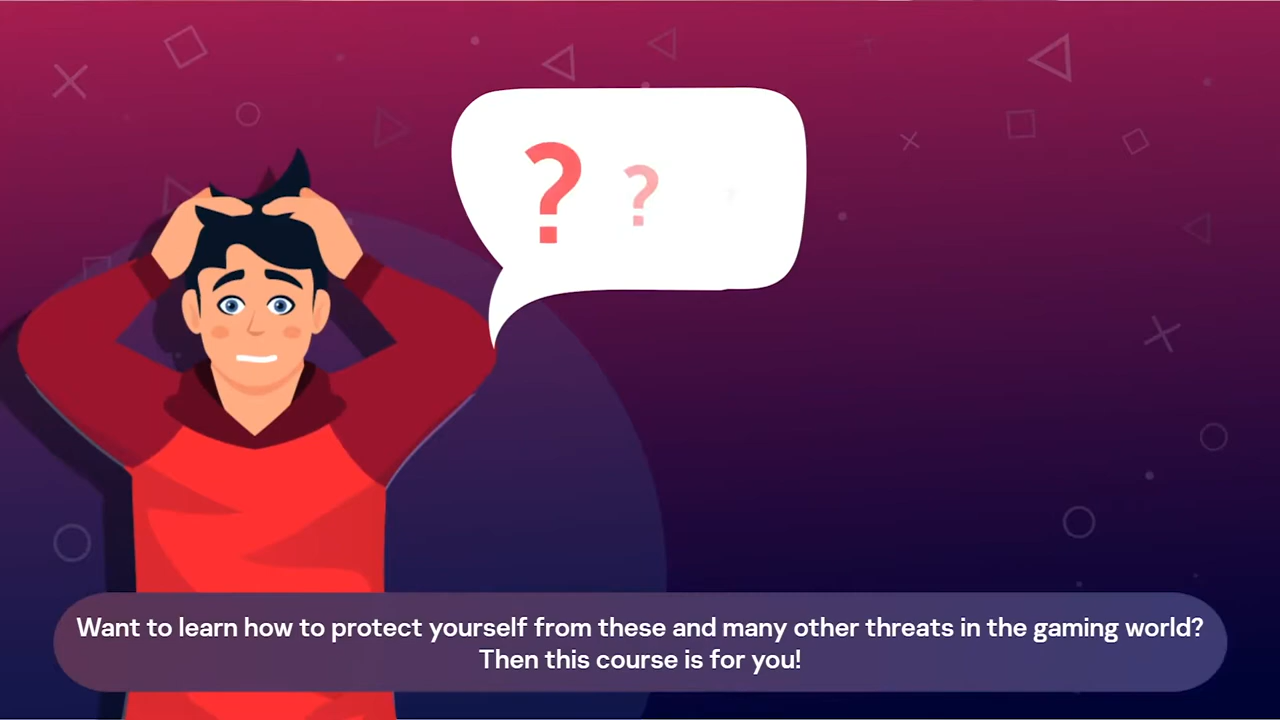 ? ? ?
Want to learn how to protect yourself from these and many other threats in the gaming world?
Then this course is for you!